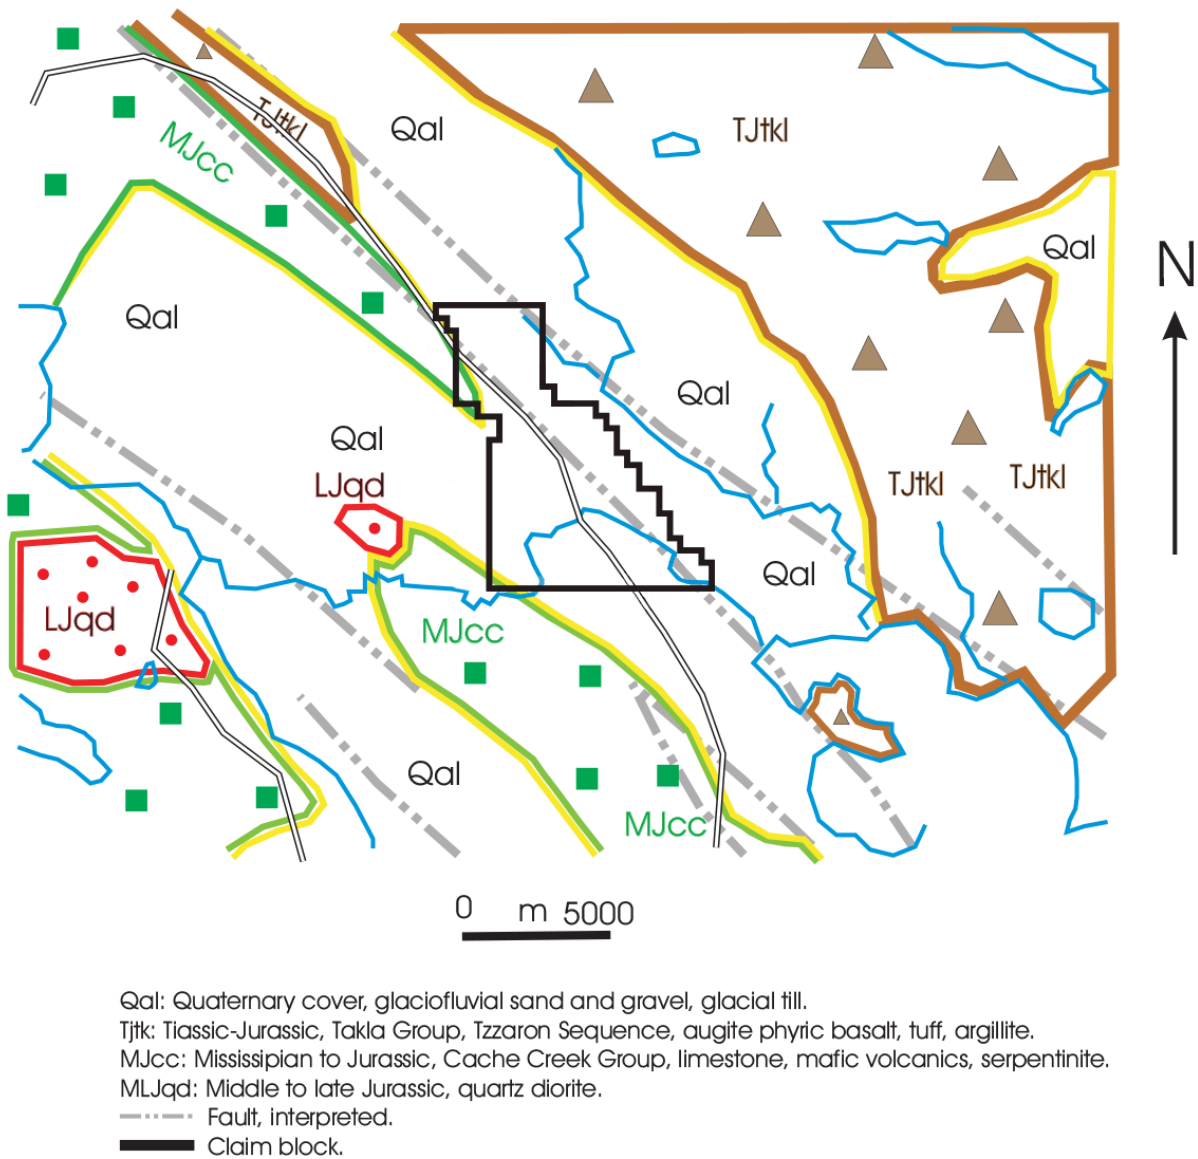 Qal
TJtkl
TJtkl
MJcc
Qal
N
Qal
Qal
Qal
LJqd
TJtkl
TJtkl
Qal
LJqd
MJcc
Qal
MJcc
0 m 5000
Qal: Quaternary cover, glaciofluvial sand and gravel, glacial till.
Tjtk: Tiassic-Jurassic, Takla Group, Tzzaron Sequence, augite phyric basalt, tuff, argillite.
MJcc: Mississipian to Jurassic, Cache Creek Group, limestone, mafic volcanics, serpentinite.
MLJqd: Middle to late Jurassic, quartz diorite.
Fault, interpreted.
Claim block.